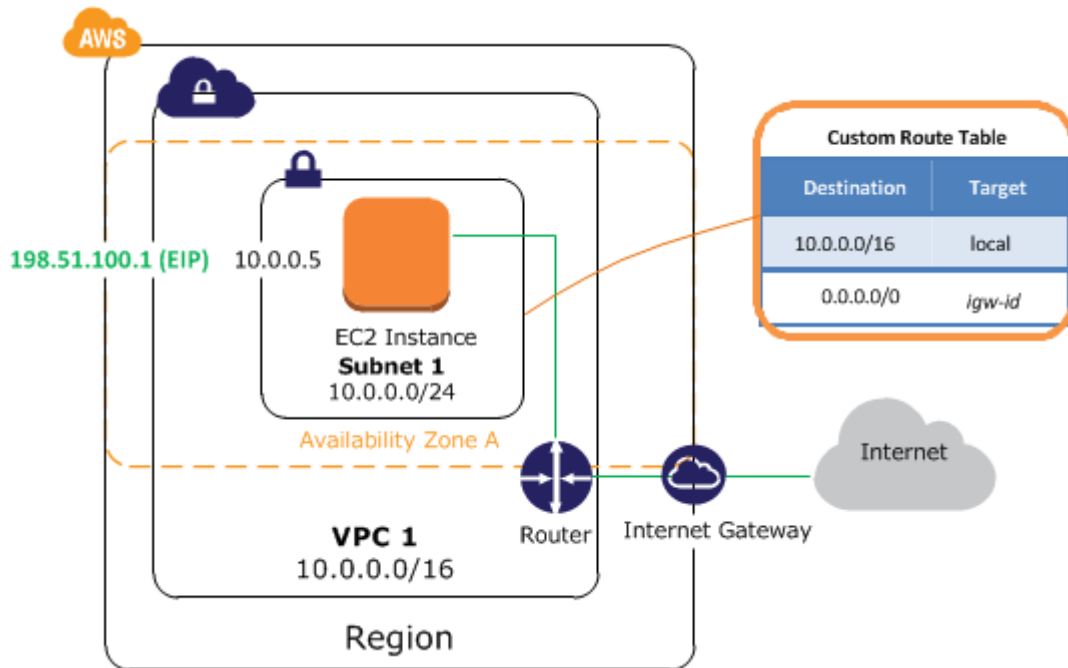 AWS
Custom Route Table
Destination Target
10.0.0.0/16 local
0.0.0.0/0 igw-id
198.51.100.1 (EIP) 10.0.0.5
EC2 Instance
Subnet 1
10.0.0.0/24
Availability Zone A
Internet
Router
Internet Gateway
VPC 1
10.0.0.0/16
Region